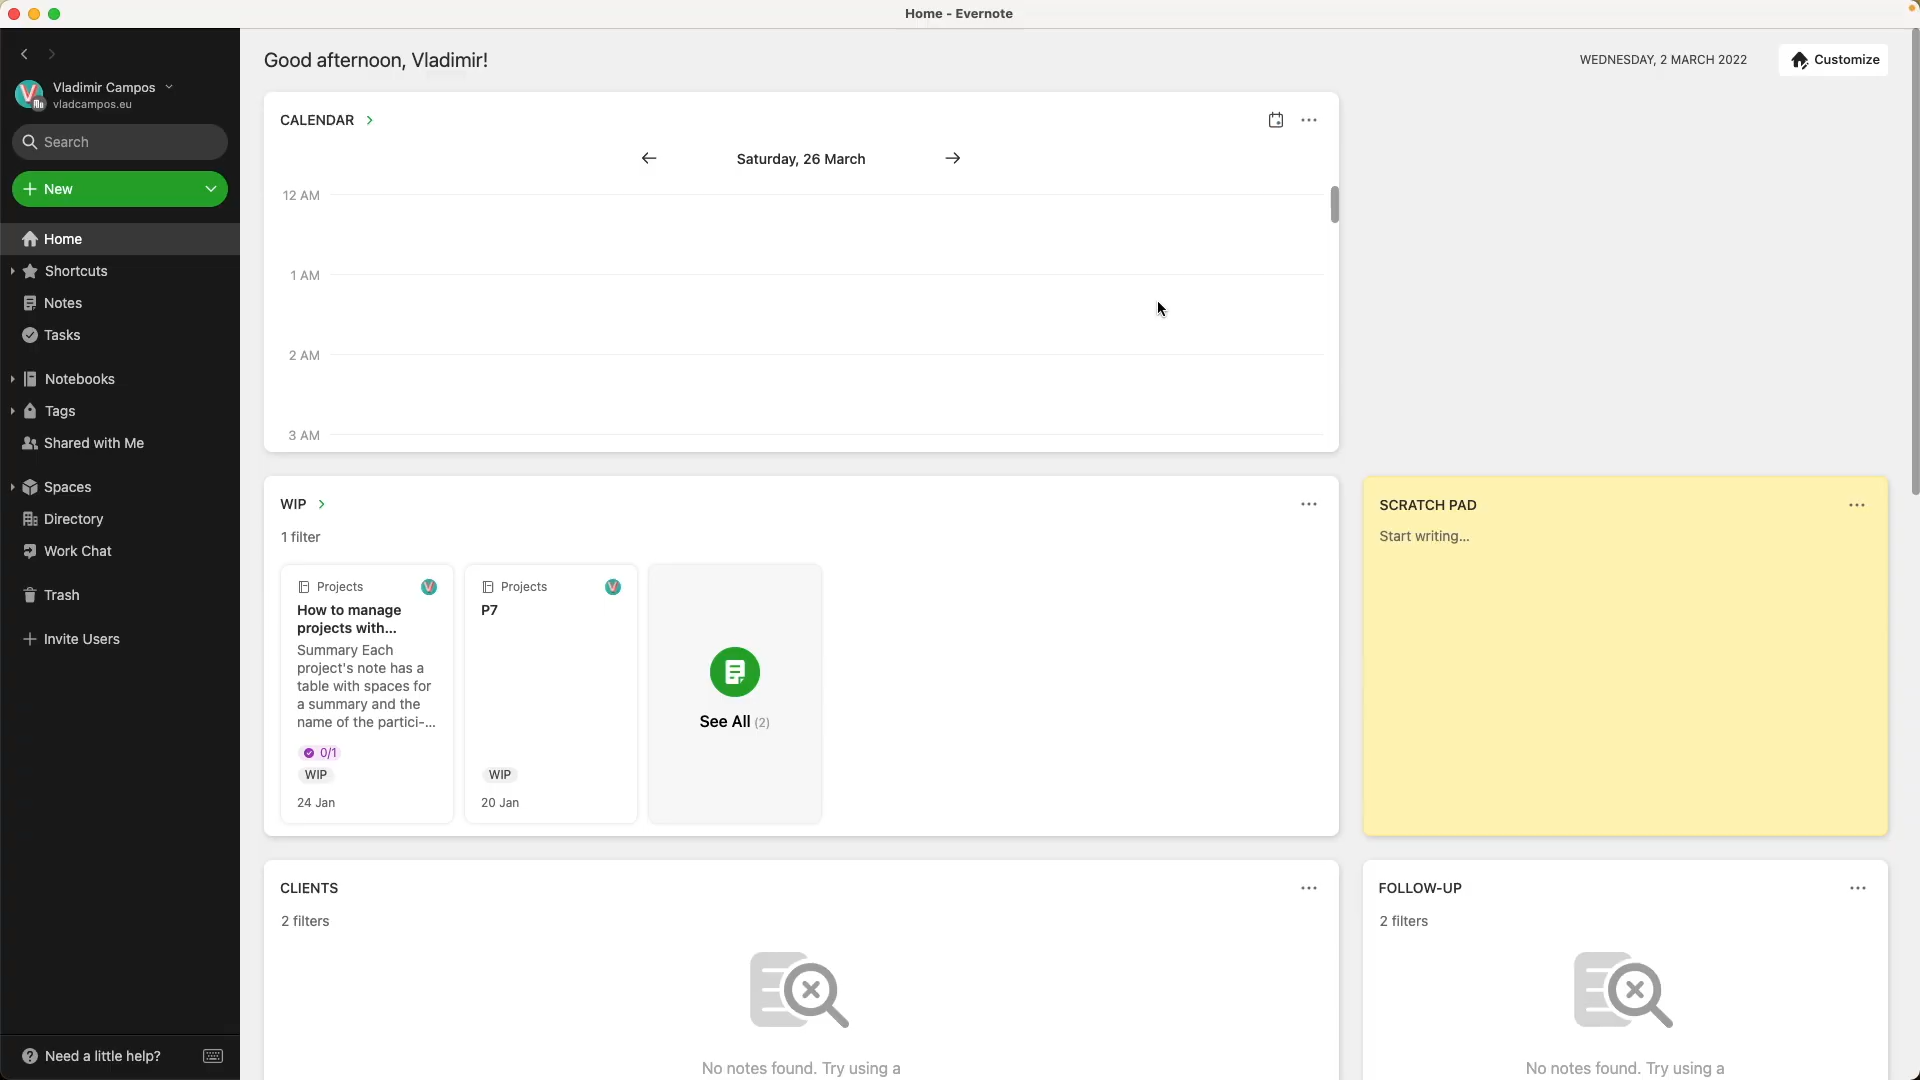 Home - Evernote
Vladimir Campos
vladcampos.eu
Search
New
Home
Shortcuts
Notes
Tasks
Notebooks
Tags
Shared with Me
Spaces
Directory
Work Chat
Trash
Invite Users
Need a little help?
Good afternoon, Vladimir!
WEDNESDAY, 2 MARCH 2022
Customize
CALENDAR
Saturday, 26 March
12 AM
1 AM
2 AM
3 AM
WIP
1 filter
Projects
How to manage
projects with...
Summary Each
project's note has a
table with spaces for
a summary and the
name of the partici-...
0/1
WIP
24 Jan
Projects
P7
WIP
20 Jan
See All (2)
SCRATCH PAD
Start writing...
CLIENTS
2 filters
No notes found. Try using a
FOLLOW-UP
2 filters
No notes found. Try using a